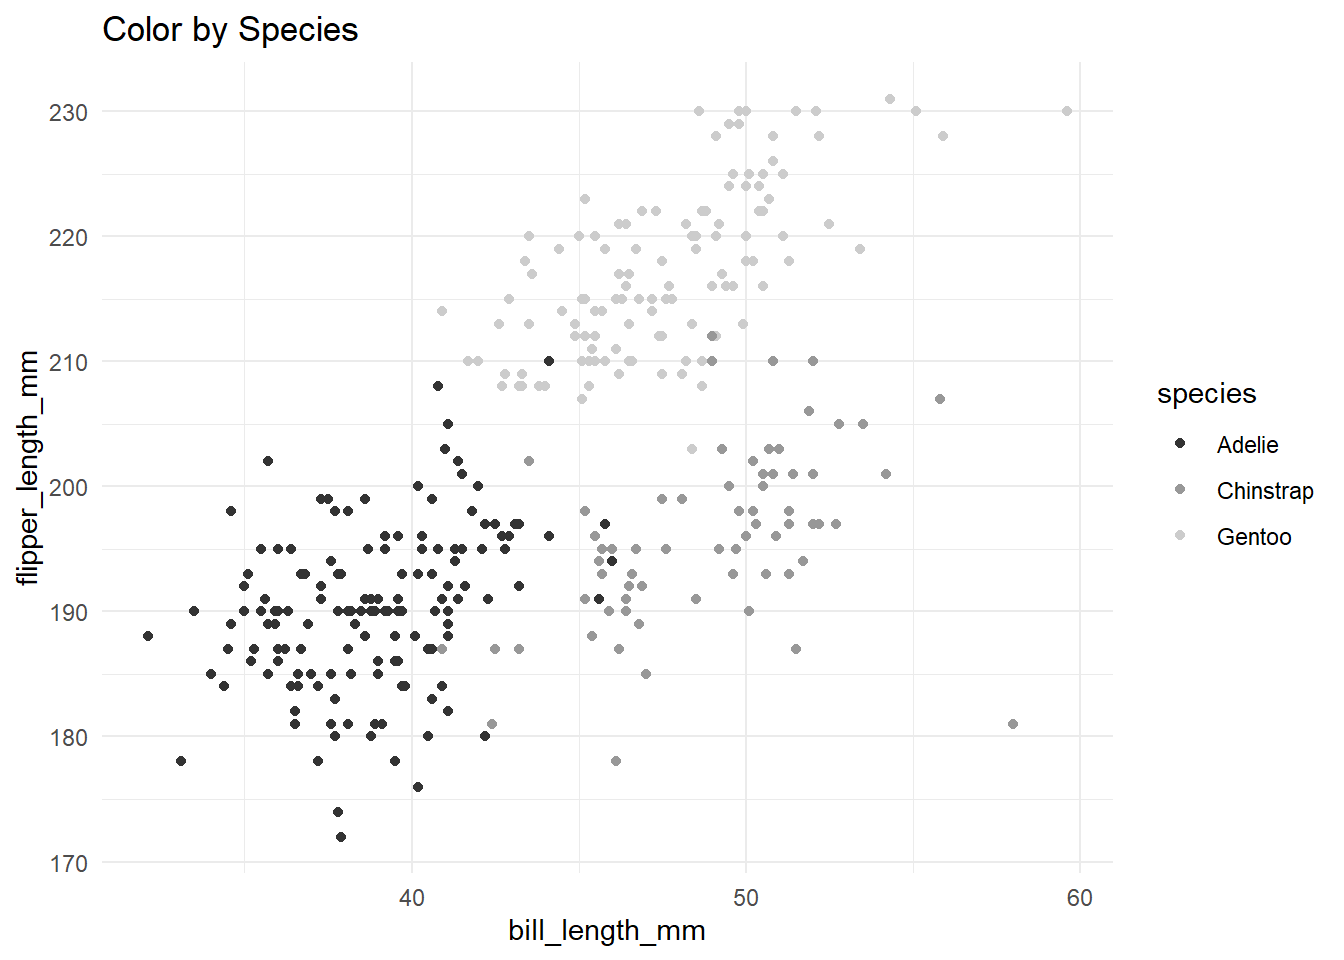 Color by Species
230
220
210
200
190
180
170
flipper_length_mm
40 50 60
bill_length_mm
species
Adelie
Chinstrap
Gentoo